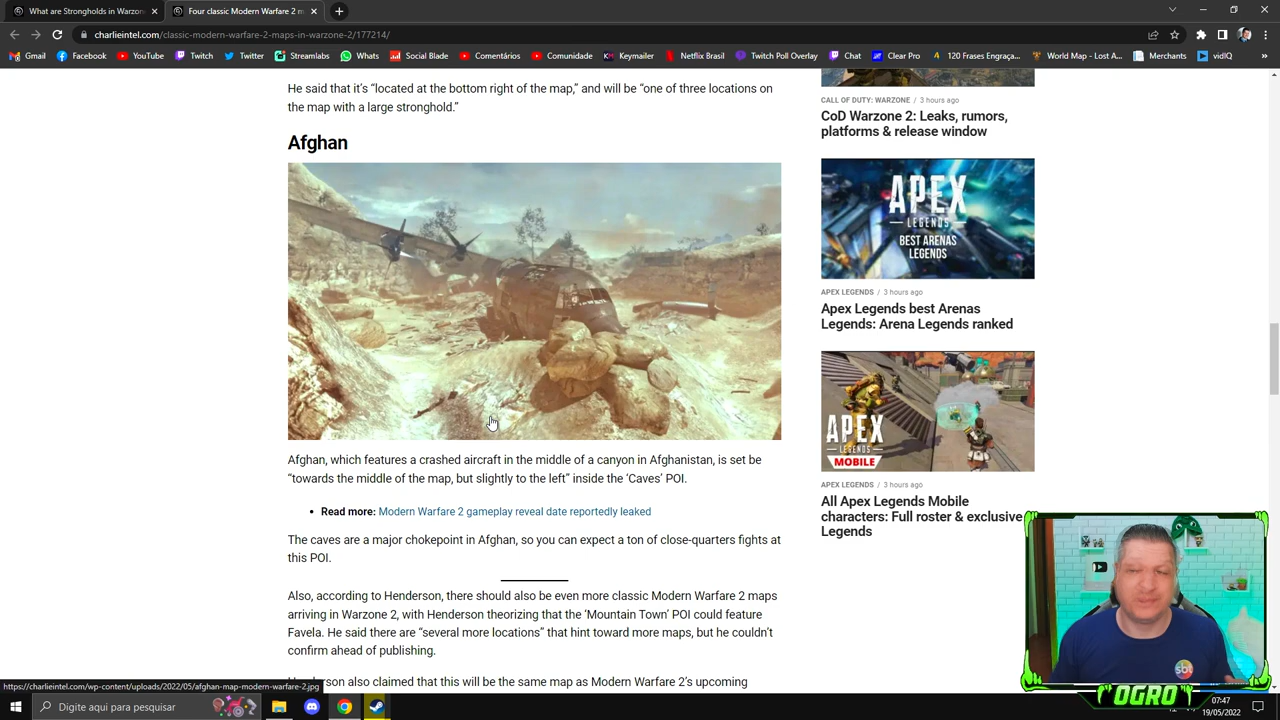 What are Strongholds in Warzon
Four classic Modern Warfare 2
charlieintel.com/classic-modern-warfare-2-maps-in-warzone-2/177214/
Gmail
Facebook
YouTube
Twitch
Twitter
Streamlabs
Whats
Social Blade
Comentários
Comunidade
Keymailer
Netflix Brasil
Twitch Poll Overlay
Chat
Clear Pro
120 Frases Engraça...
World Map - Lost A...
Merchan
vidIQ
He said that it’s “located at the bottom right of the map,” and will be “one of three locations on
the map with a large stronghold.”
Afghan
Afghan, which features a crashed aircraft in the middle of a canyon in Afghanistan, is set be
“towards the middle of the map, but slightly to the left” inside the ‘Caves’ POI.
Read more: Modern Warfare 2 gameplay reveal date reportedly leaked
The caves are a major chokepoint in Afghan, so you can expect a ton of close-quarters fights at
this POI.
Also, according to Henderson, there should also be even more classic Modern Warfare 2 maps
arriving in Warzone 2, with Henderson theorizing that the ‘Mountain Town’ POI could feature
Favela. He said there are “several more locations” that hint toward more maps, but he couldn’t
confirm ahead of publishing.
erson also claimed that this will be the same map as Modern Warfare 2’s upcoming
CALL OF DUTY: WARZONE / 3 hours ago
CoD Warzone 2: Leaks, rumors,
platforms & release window
APEX
LEGENDS
BEST ARENAS
LEGENDS
APEX LEGENDS / 3 hours ago
Apex Legends best Arenas
Legends: Arena Legends ranked
APEX
LEGENDS
MOBILE
APEX LEGENDS / 3 hours ago
All Apex Legends Mobile
characters: Full roster & exclusive
Legends
OGRO
https://charlieintel.com/wp-content/uploads/2022/05/afghan-map-modern-warfare-2.jpg
Digite aqui para pesquisar
07:47
19/05/2022